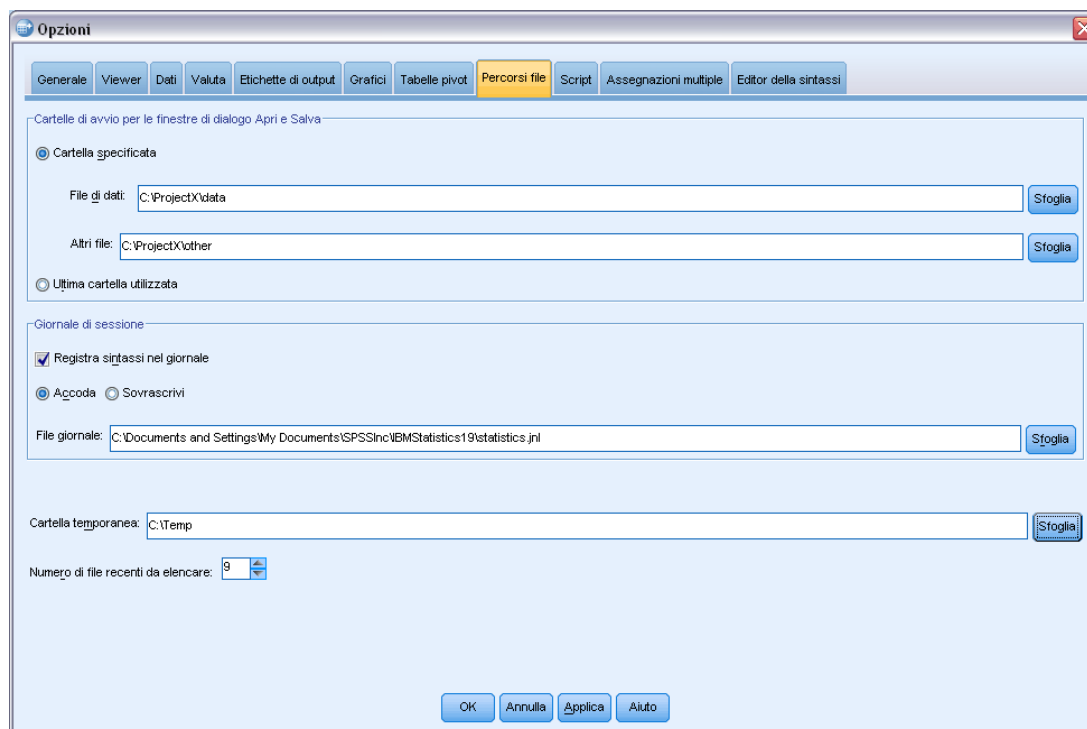 Opzioni
Generale Viewer Dati Valuta Etichette di output Grafici Tabelle pivot Percorsi file Script Assegnazioni multiple Editor della sintassi
Cartelle di avvio per le finestre di dialogo Apri e Salva
Cartella specificata
File di dati: C:\ProjectX\data Sfoglia
Altri file: C:\ProjectX\other Sfoglia
Ultima cartella utilizzata
Giornale di sessione
Registra sintassi nel giornale
Accoda Sovrascrivi
File giornale: C:\Documents and Settings\My Documents\SPSSInc\IBMStatistics19\statistics.jnl Sfoglia
Cartella temporanea: C:\Temp Sfoglia
Numero di file recenti da elencare: 9
OK Annulla Applica Aiuto